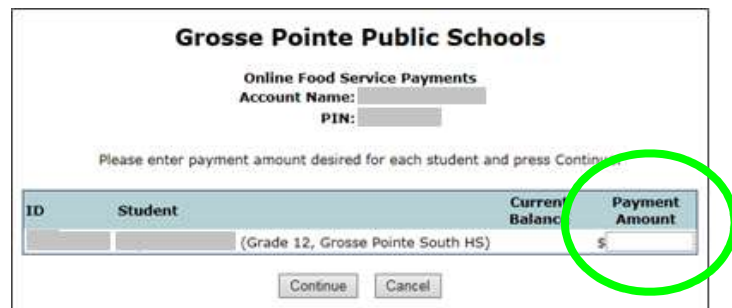 Grosse Pointe Public Schools
Online Food Service Payments
Account Name:
PIN:
Please enter payment amount desired for each student and press Continue.
ID Student Current Balance Payment Amount
(Grade 12, Grosse Pointe South HS) $
Continue Cancel